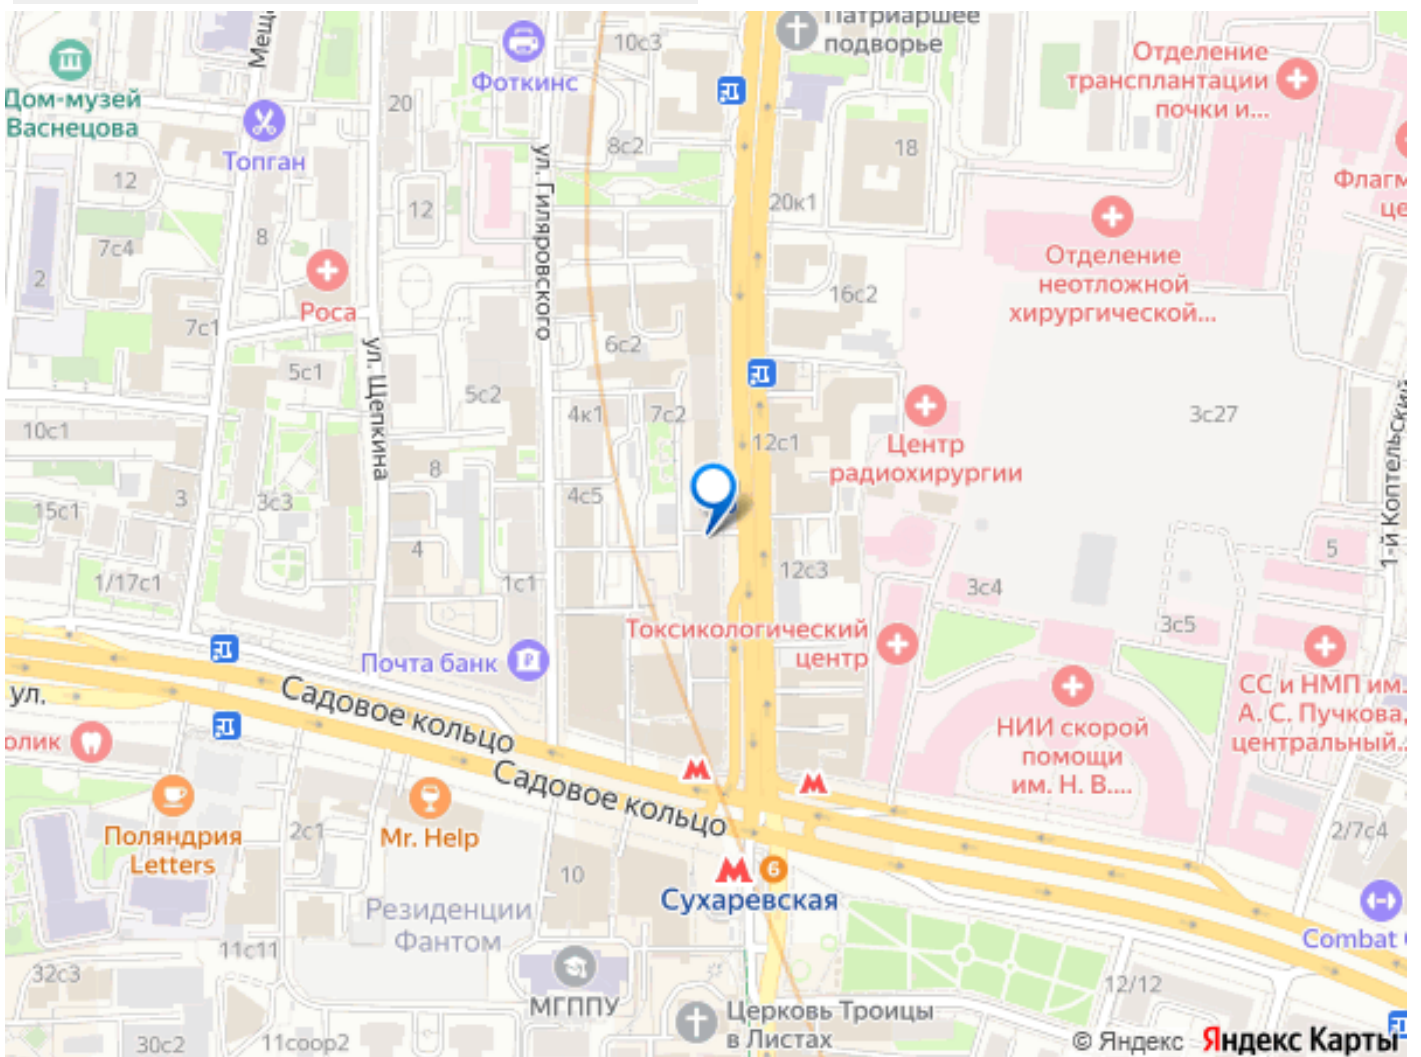 Патриаршее
подворье
10с3
Мещ
Фоткинс
Отделение
трансплантации
почки и...
Дом-музей
Васнецова
20
Топган
8с2
18
ул. Гиляровского
12
12
20к1
Флагм
це
7с4
8
2
Отделение
неотложной
хирургической...
Роса
16с2
7с1
6с2
ул. Щепкина
5с1
5с2
4к1
7с2
3с27
1-й Коптельский
10с1
12с1
Центр
радиохирургии
8
3
3с3
4с5
15с1
4
5
1/17с1
1с1
12с3
3с4
3с5
Токсикологический
центр
Почта банк
ул.
Садовое кольцо
СС и НМП им.
А. С. Пучкова,
центральный...
НИИ скорой
помощи
им. Н. В....
олик
Садовое кольцо
Поляндрия
Letters
2с1
Mr. Help
2/7с4
6
Сухаревская
10
Резиденции
Фантом
11с11
Combat
32с3
МГППУ
12/12
Церковь Троицы
в Листах
30с2
11соор2
© Яндекс Яндекс Карты